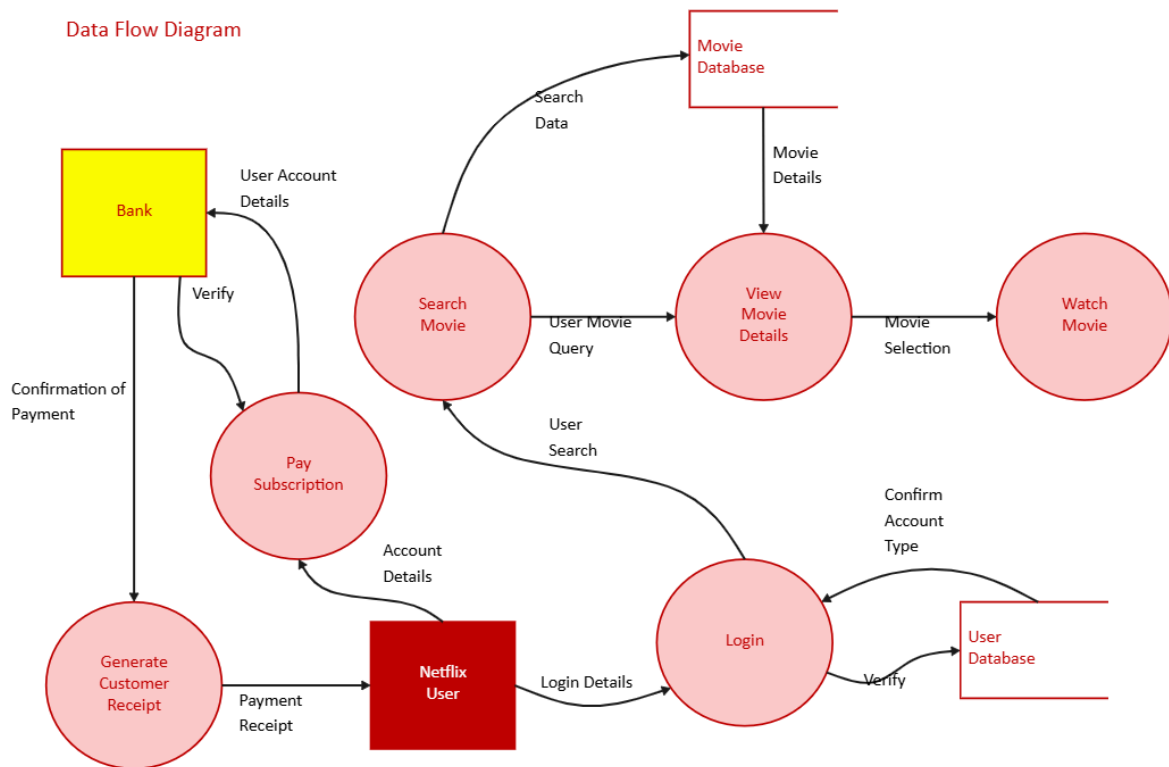 Data Flow Diagram
Movie
Database
Search
Data
Movie
Details
User Account
Details
Bank
Verify
Search
Movie
User Movie
Query
View
Movie
Details
Movie
Selection
Watch
Movie
Confirmation of
Payment
Pay
Subscription
User
Search
Confirm
Account
Type
Account
Details
Generate
Customer
Receipt
Payment
Receipt
Netflix
User
Login Details
Login
Verify
User
Database